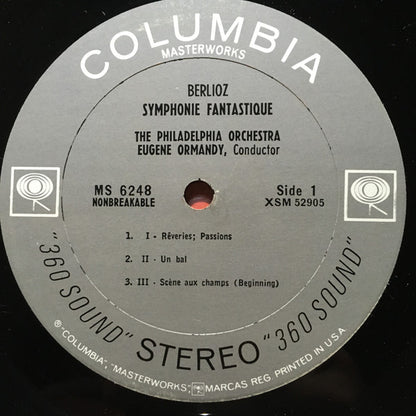 COLUMBIA
MASTERWORKS
BERLIOZ
SYMPHONIE FANTASTIQUE
THE PHILADELPHIA ORCHESTRA
EUGENE ORMANDY, Conductor
MS 6248
NONBREAKABLE
Side 1
XSM 52905
1. I - Rêveries; Passions
2. II - Un bal
3. III - Scène aux champs (Beginning)
"360 SOUND" STEREO "360 SOUND"
® "COLUMBIA", "MASTERWORKS", MARCAS REG. PRINTED IN U.S.A.